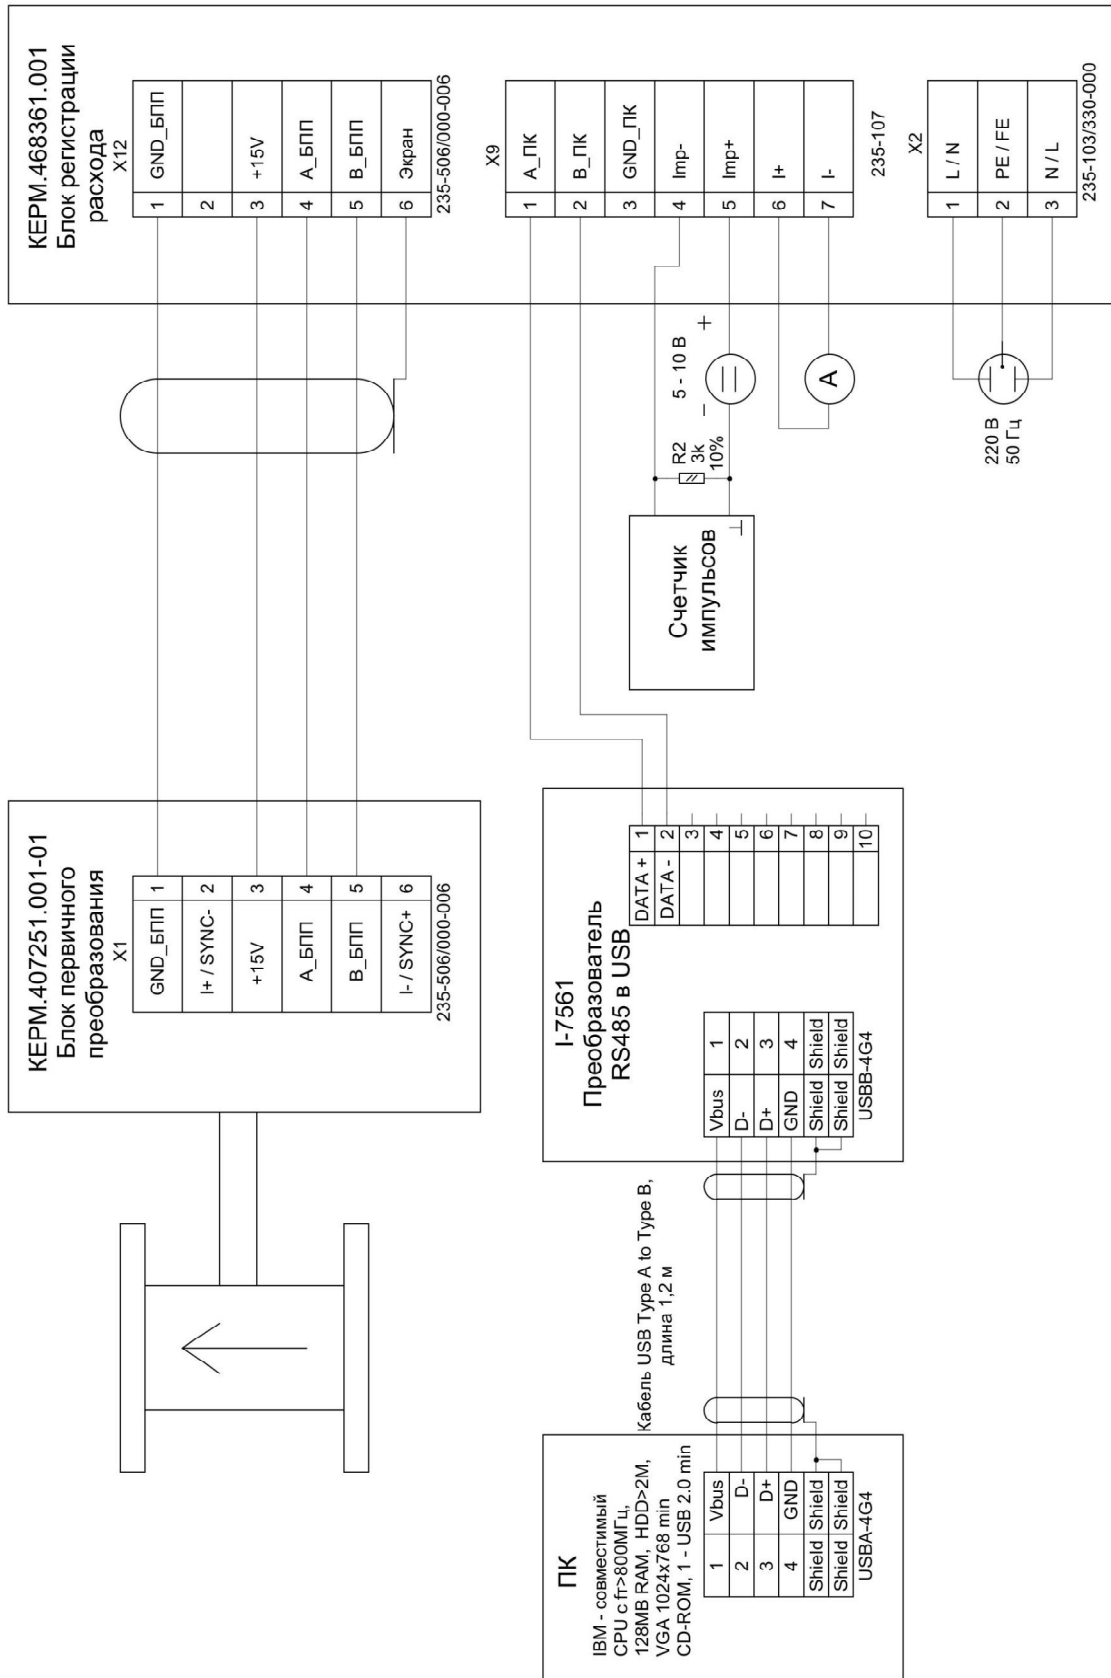 КЕРМ.407251.001-01
Блок первичного
преобразования
X1
GND_БПП 1
I+ / SYNC- 2
+15V 3
А_БПП 4
В_БПП 5
I- / SYNC+ 6
235-506/000-006
КЕРМ.468361.001
Блок регистрации
расхода
X12
1 GND_БПП
2
3 +15V
4 А_БПП
5 В_БПП
6 Экран
235-506/000-006
ПК
IBM - совместимый
CPU с fт>800МГц,
128MB RAM, HDD>2M,
VGA 1024x768 min
CD-ROM, 1 - USB 2.0 min
1 Vbus
2 D-
3 D+
4 GND
Shield Shield
Shield Shield
USBA-4G4
Кабель USB Type A to Type B,
длина 1,2 м
I-7561
Преобразователь
RS485 в USB
Vbus 1
D- 2
D+ 3
GND 4
Shield Shield
Shield Shield
USBB-4G4
DATA + 1
DATA - 2
3
4
5
6
7
8
9
10
Счетчик
импульсов
R2
3k
10%
5 - 10 В
- +
A
X9
1 А_ПК
2 В_ПК
3 GND_ПК
4 Imp-
5 Imp+
6 I+
7 I-
235-107
220 В
50 Гц
X2
1 L / N
2 PE / FE
3 N / L
235-103/330-000